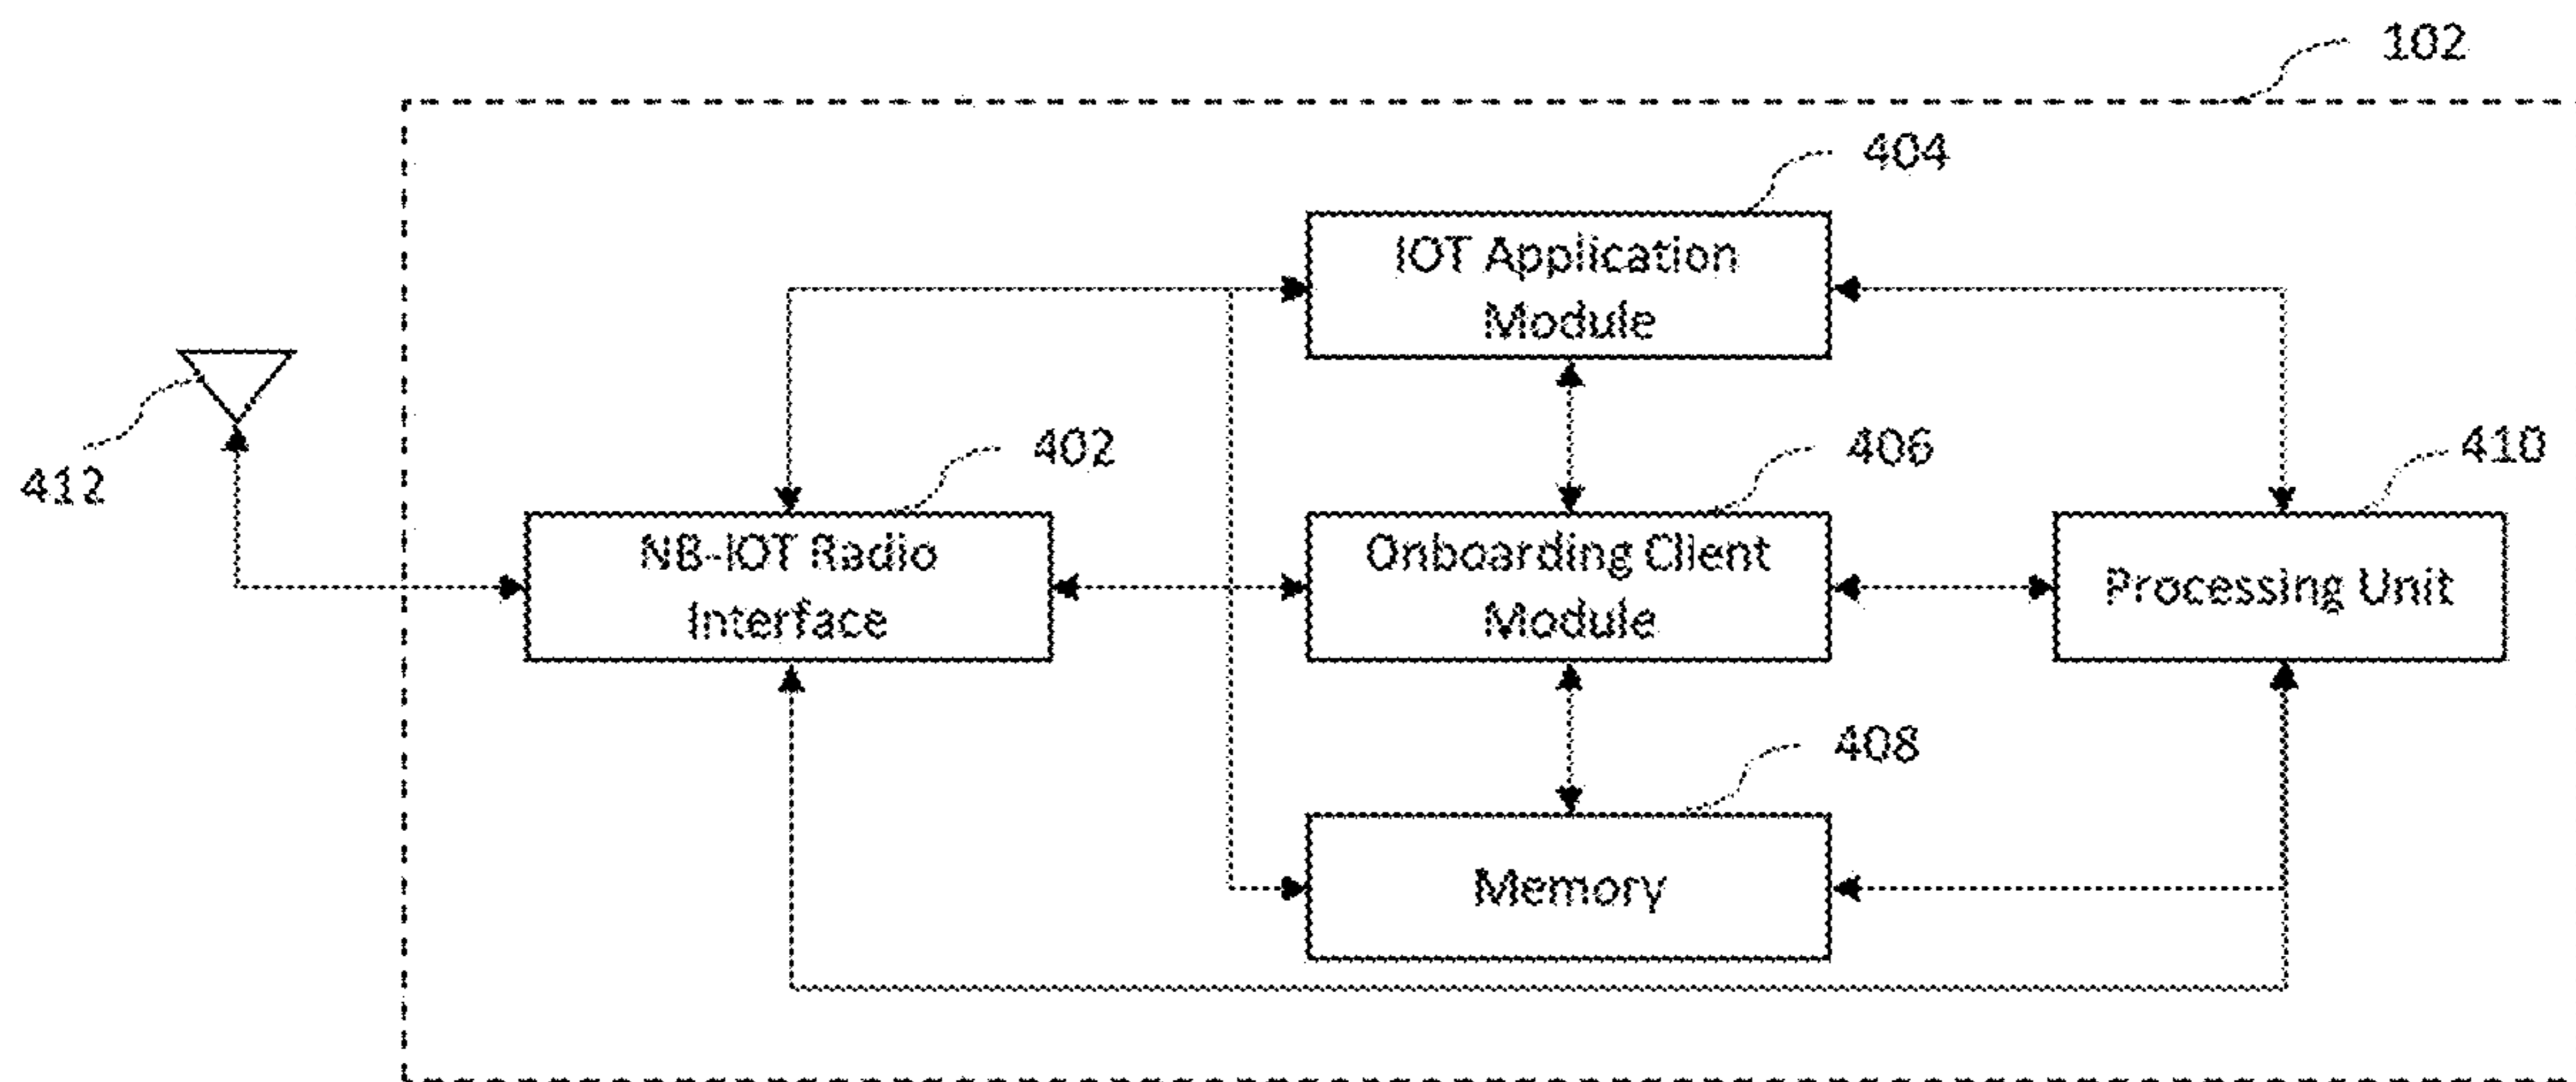 102
404
IOT Application
Module
412
402
NB-IOT Radio
Interface
406
Onboarding Client
Module
410
Processing Unit
408
Memory